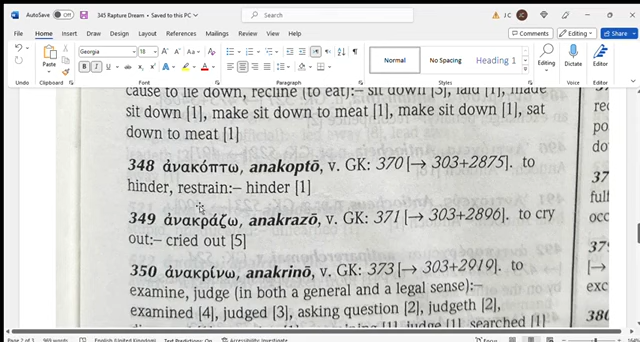 AutoSave Off
345 Rapture Dream • Saved to this PC
J C
File Home Insert Draw Design Layout References Mailings Review View Help
Comments Editing Share
Paste
Georgia 18
Normal No Spacing Heading 1
Editing Dictate Editor
Undo Clipboard Font Paragraph Styles
cause to lie down, recline (to eat):– sit down [3], laid [1], made
sit down [1], make sit down to meat [1], make sit down [1], sat
down to meat [1]
348 ἀνακόπτω, anakoptō, v. GK: 370 [→ 303+2875]. to
hinder, restrain:– hinder [1]
349 ἀνακράζω, anakrazō, v. GK: 371 [→ 303+2896]. to cry
out:– cried out [5]
350 ἀνακρίνω, anakrinō, v. GK: 373 [→ 303+2919]. to
examine, judge (in both a general and a legal sense):–
examined [4], judged [3], asking question [2], judgeth [2],
judge [1], searched [1]
Page 2 of 3 969 words English (United Kingdom) Text Predictions: On Accessibility: Investigate